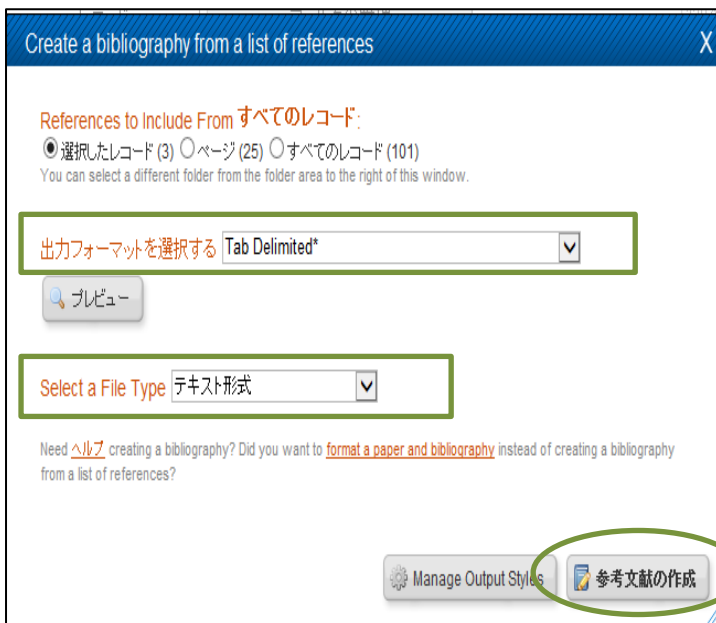 Create a bibliography from a list of references X
References to Include From すべてのレコード:
選択したレコード (3) ページ (25) すべてのレコード (101)
You can select a different folder from the folder area to the right of this window.
出力フォーマットを選択する Tab Delimited*
プレビュー
Select a File Type テキスト形式
Need ヘルプ creating a bibliography? Did you want to format a paper and bibliography instead of creating a bibliography
from a list of references?
Manage Output Styles 参考文献の作成